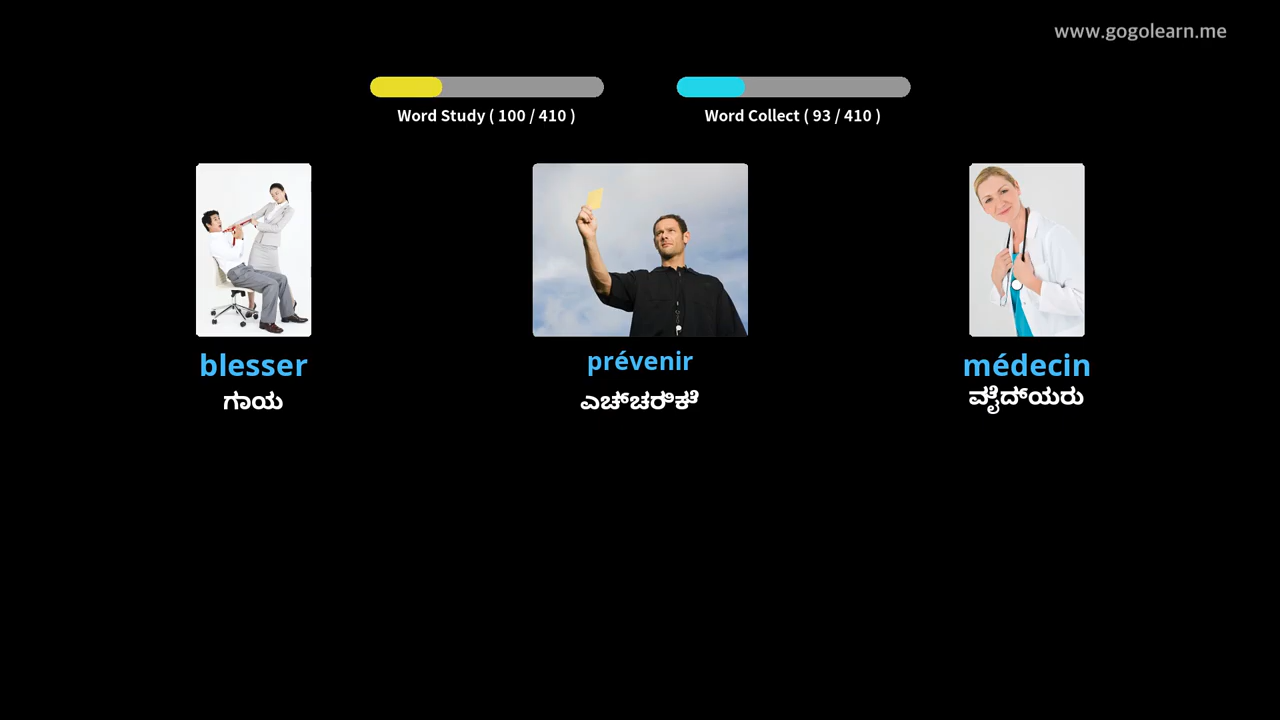 www.gogolearn.me
Word Study ( 100 / 410 )
Word Collect ( 93 / 410 )
blesser
prévenir
médecin
ಗಾಯ
ಎಚ್ಚರಿಕೆ
ವೈದ್ಯರು